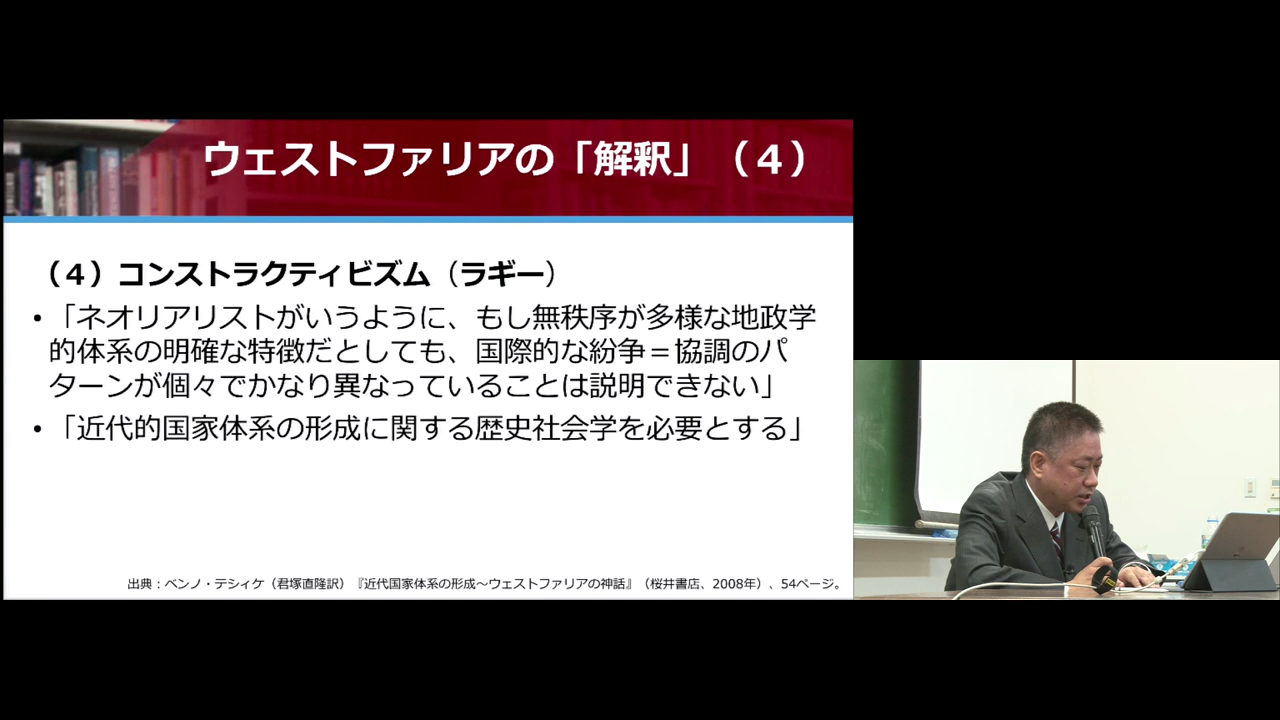 ウェストファリアの「解釈」（４）
（４）コンストラクティビズム（ラギー）
• 「ネオリアリストがいうように、もし無秩序が多様な地政学
的体系の明確な特徴だとしても、国際的な紛争＝協調のパ
ターンが個々でかなり異なっていることは説明できない」
• 「近代的国家体系の形成に関する歴史社会学を必要とする」
出典：ベンノ・テシィケ（君塚直隆訳）『近代国家体系の形成～ウェストファリアの神話』（桜井書店、2008年）、54ページ。